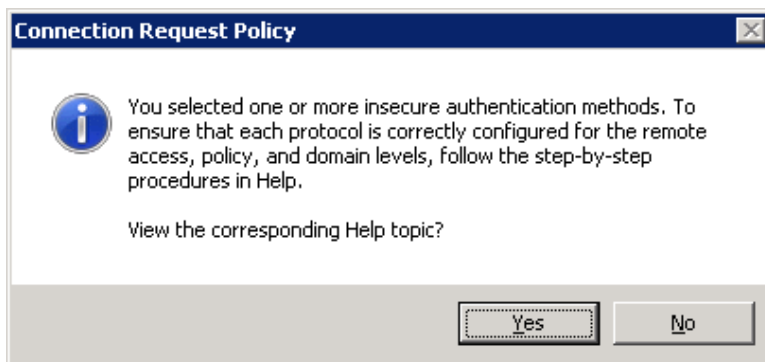 Connection Request Policy
You selected one or more insecure authentication methods. To
ensure that each protocol is correctly configured for the remote
access, policy, and domain levels, follow the step-by-step
procedures in Help.
View the corresponding Help topic?
Yes
No